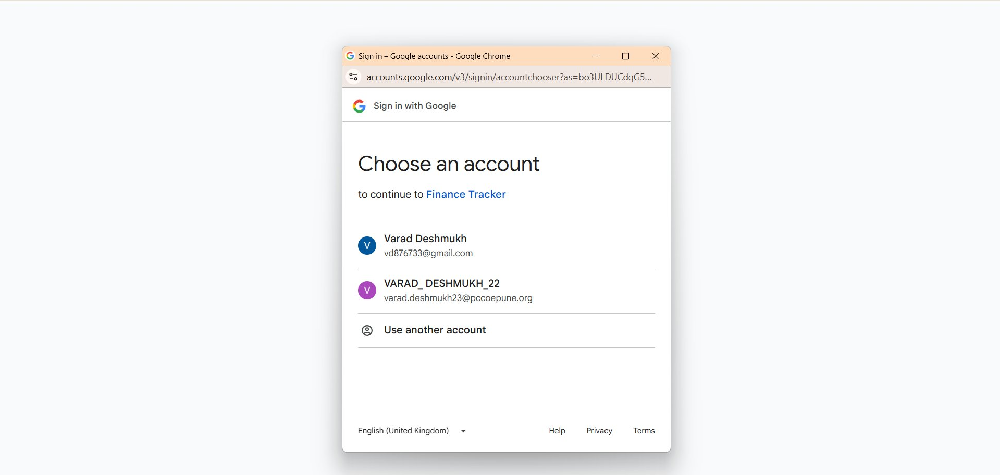 Sign in – Google accounts - Google Chrome
accounts.google.com/v3/signin/accountchooser?as=bo3ULDUCdqG5...
Sign in with Google
Choose an account
to continue to Finance Tracker
V
Varad Deshmukh
vd876733@gmail.com
V
VARAD_ DESHMUKH_22
varad.deshmukh23@pccoepune.org
Use another account
English (United Kingdom) Help Privacy Terms